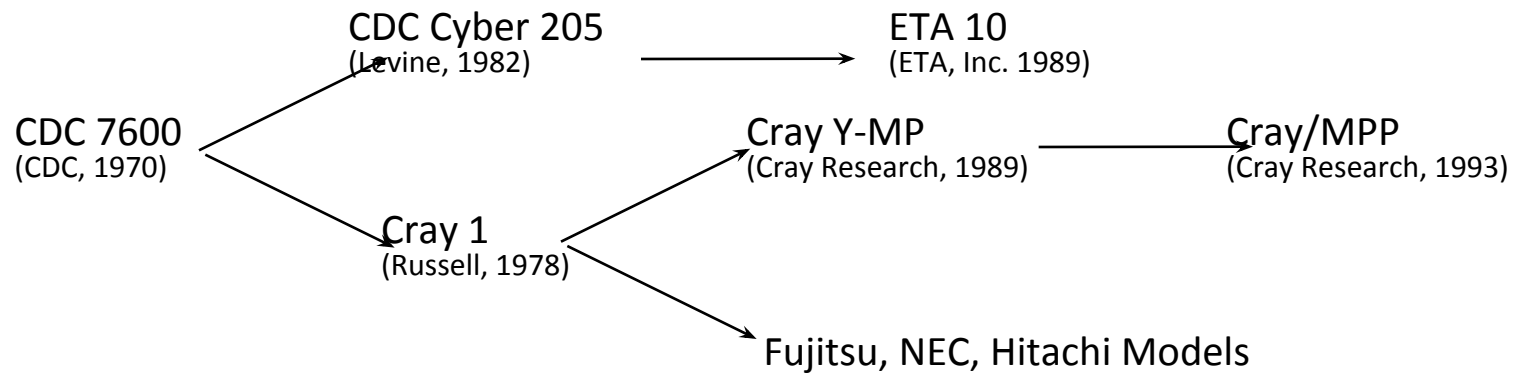 CDC Cyber 205
(Levine, 1982)
ETA 10
(ETA, Inc. 1989)
CDC 7600
(CDC, 1970)
Cray Y-MP
(Cray Research, 1989)
Cray/MPP
(Cray Research, 1993)
Cray 1
(Russell, 1978)
Fujitsu, NEC, Hitachi Models